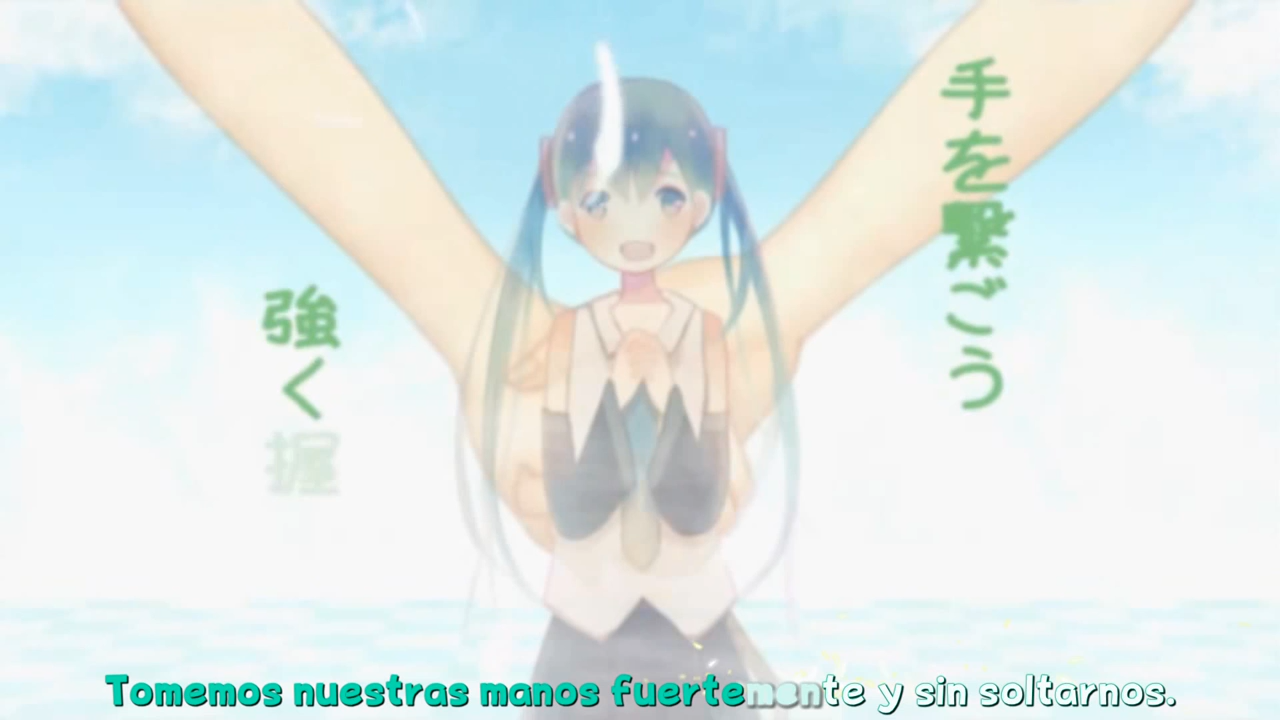 手を繋ごう
強く握
Tomemos nuestras manos fuertemente y sin soltarnos.